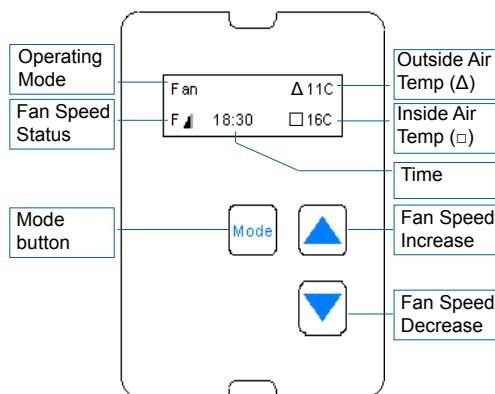 Operating
Mode
Fan Speed
Status
Mode
button
Fan
Δ 11C
F 18:30
□ 16C
Mode
Outside Air
Temp (Δ)
Inside Air
Temp (□)
Time
Fan Speed
Increase
Fan Speed
Decrease